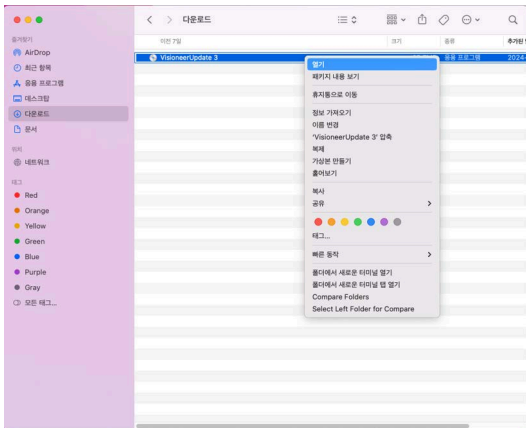 다운로드
즐겨찾기
AirDrop
최근 항목
응용 프로그램
데스크탑
다운로드
문서
위치
네트워크
태그
Red
Orange
Yellow
Green
Blue
Purple
Gray
모든 태그...
이전 7일
크기
종류
추가된
VisioneerUpdate 3
응용 프로그램
2024-
열기
패키지 내용 보기
휴지통으로 이동
정보 가져오기
이름 변경
'VisioneerUpdate 3' 압축
복제
가상본 만들기
훑어보기
복사
공유
태그...
빠른 동작
폴더에서 새로운 터미널 열기
폴더에서 새로운 터미널 탭 열기
Compare Folders
Select Left Folder for Compare